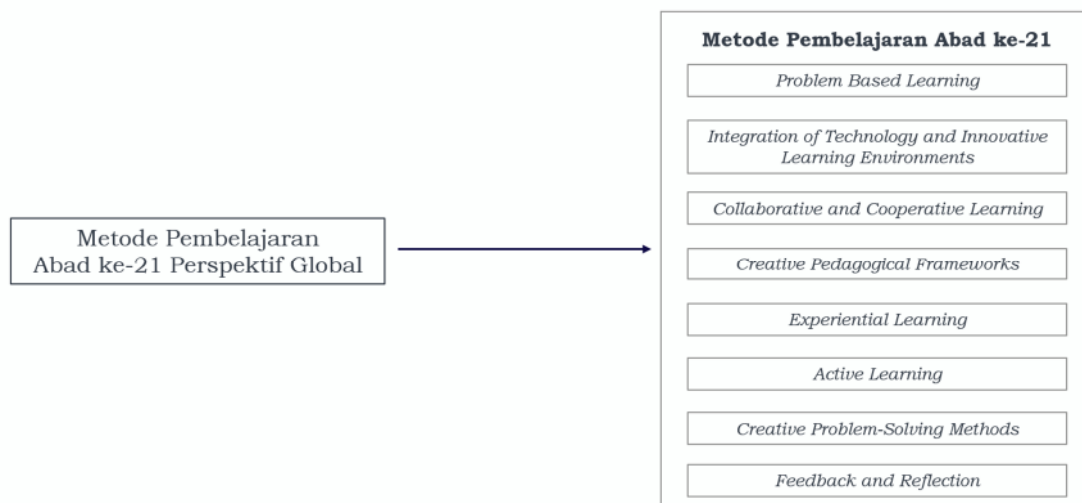 Metode Pembelajaran
Abad ke-21 Perspektif Global
Metode Pembelajaran Abad ke-21
Problem Based Learning
Integration of Technology and Innovative
Learning Environments
Collaborative and Cooperative Learning
Creative Pedagogical Frameworks
Experiential Learning
Active Learning
Creative Problem-Solving Methods
Feedback and Reflection